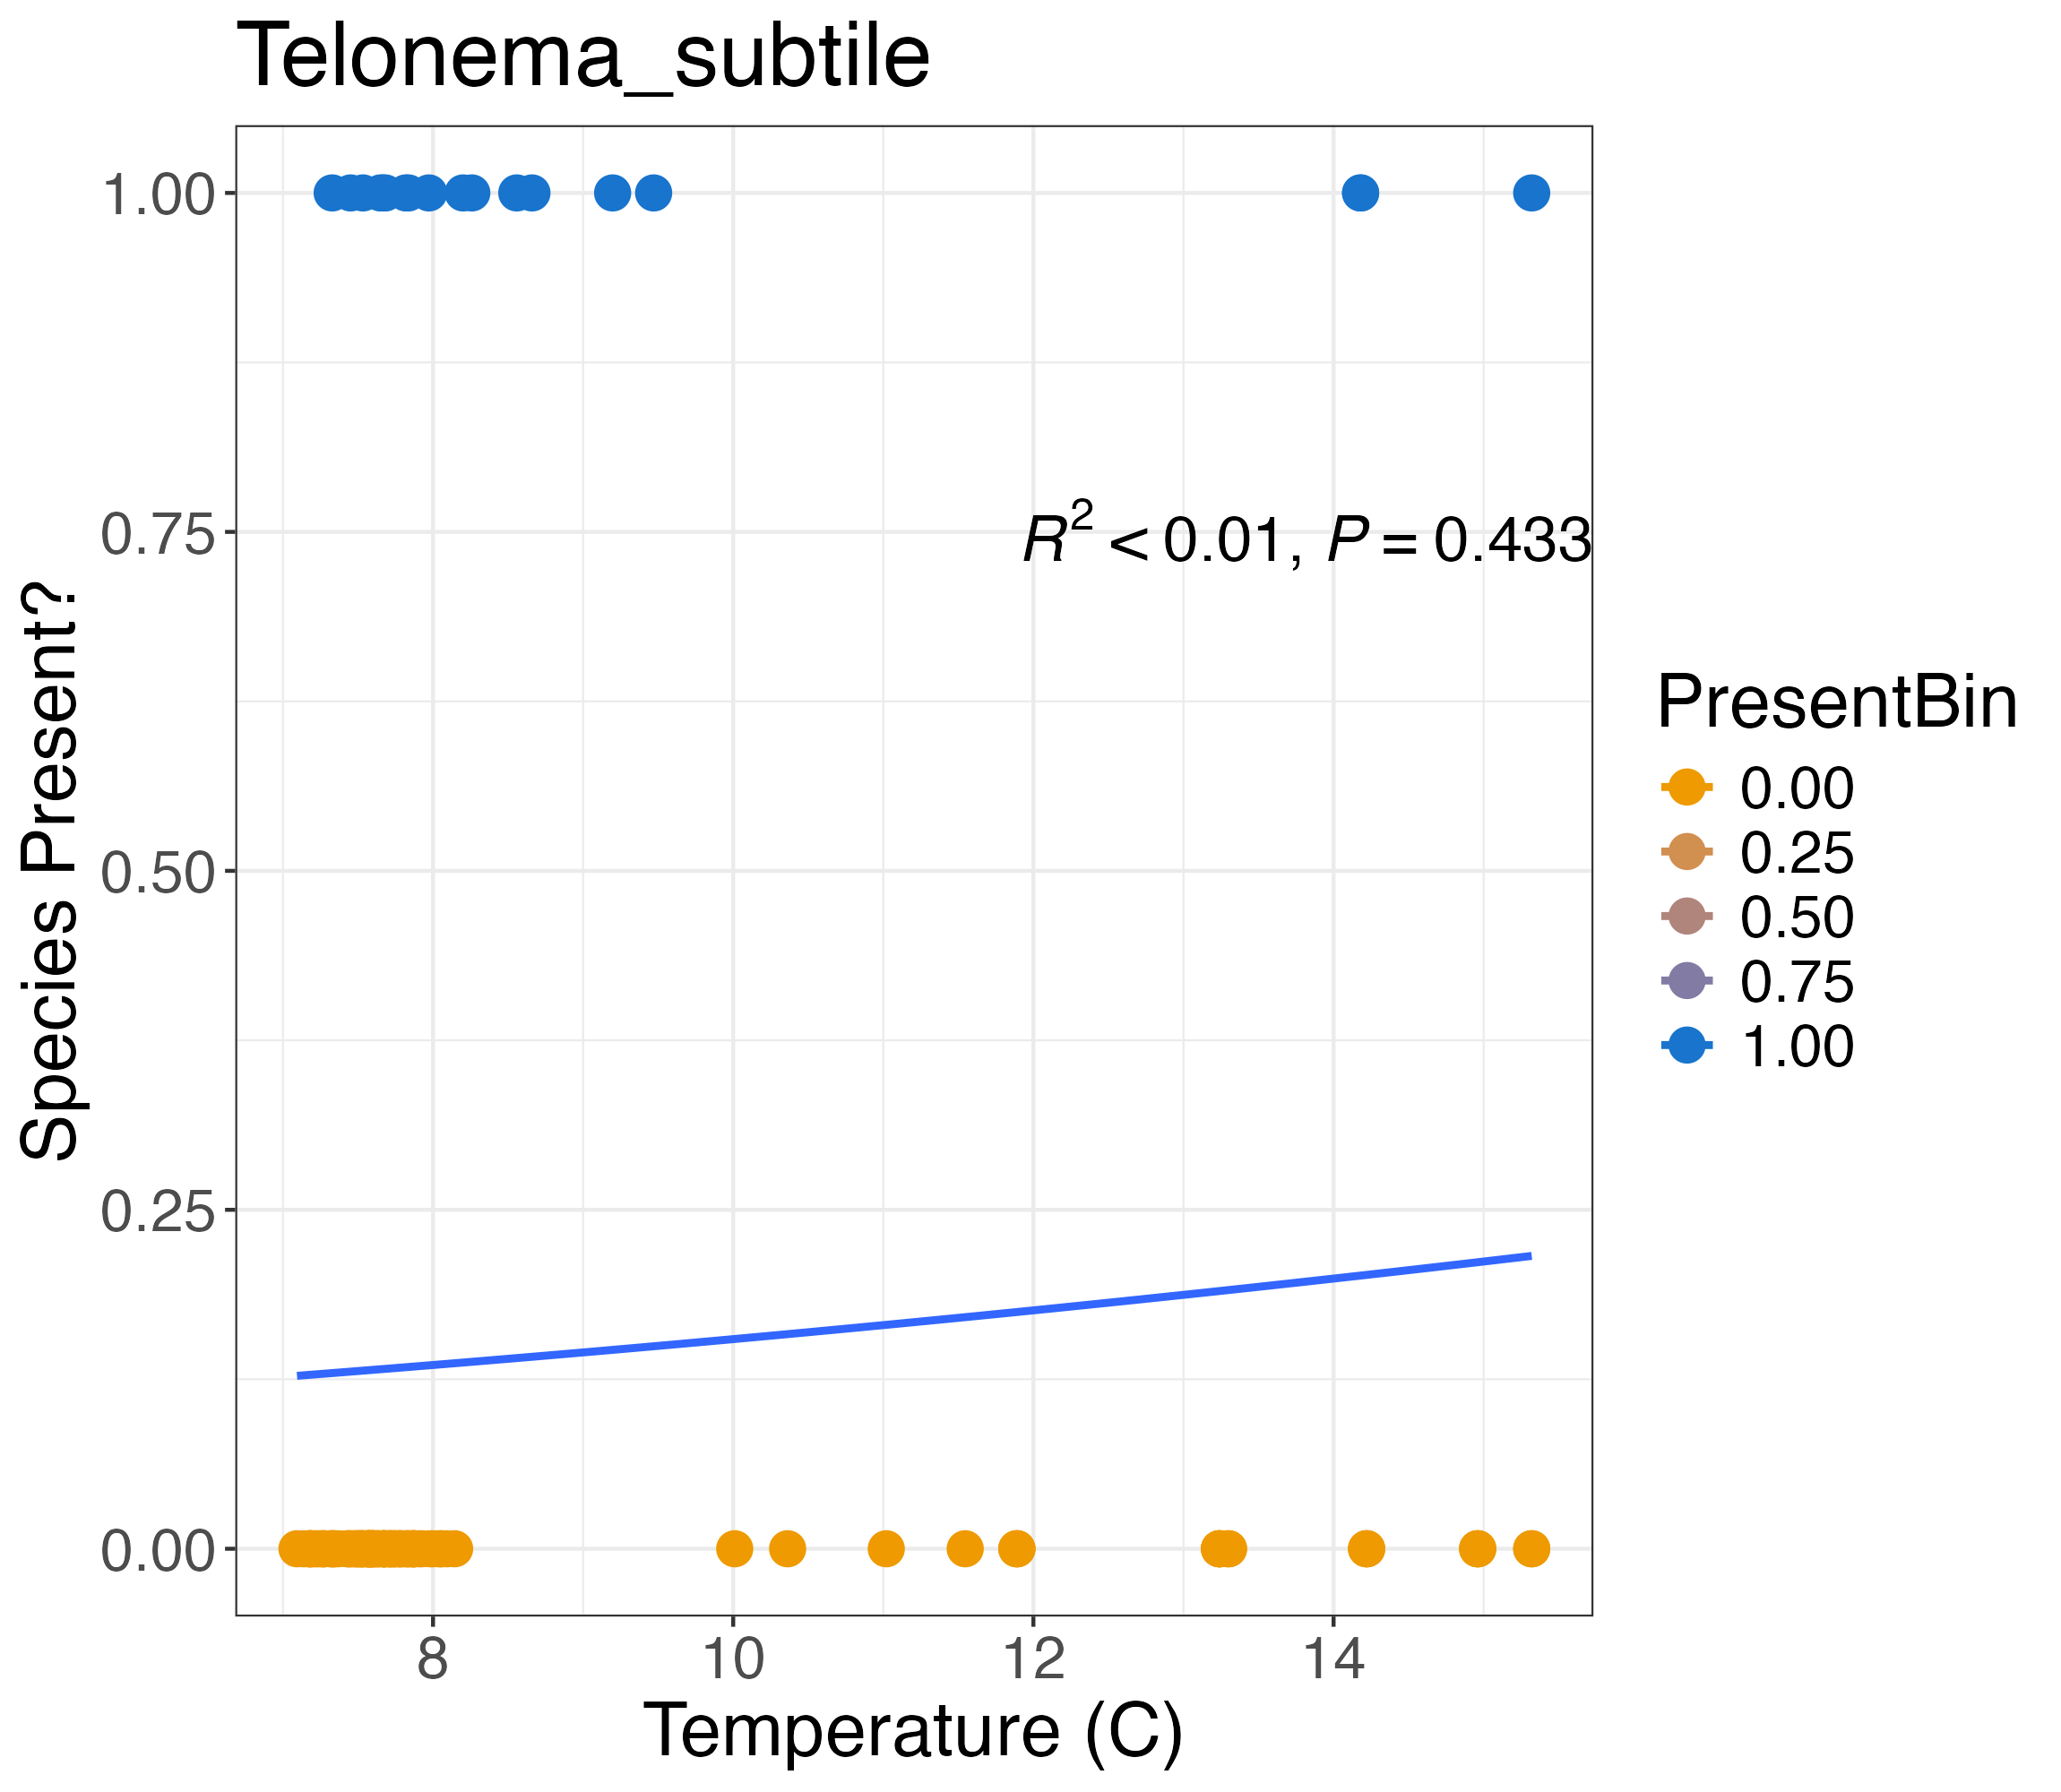 Telonema_subtile
1.00
0.75
0.50
0.25
0.00
Species Present?
R² < 0.01, P = 0.433
8 10 12 14
Temperature (C)
PresentBin
0.00
0.25
0.50
0.75
1.00